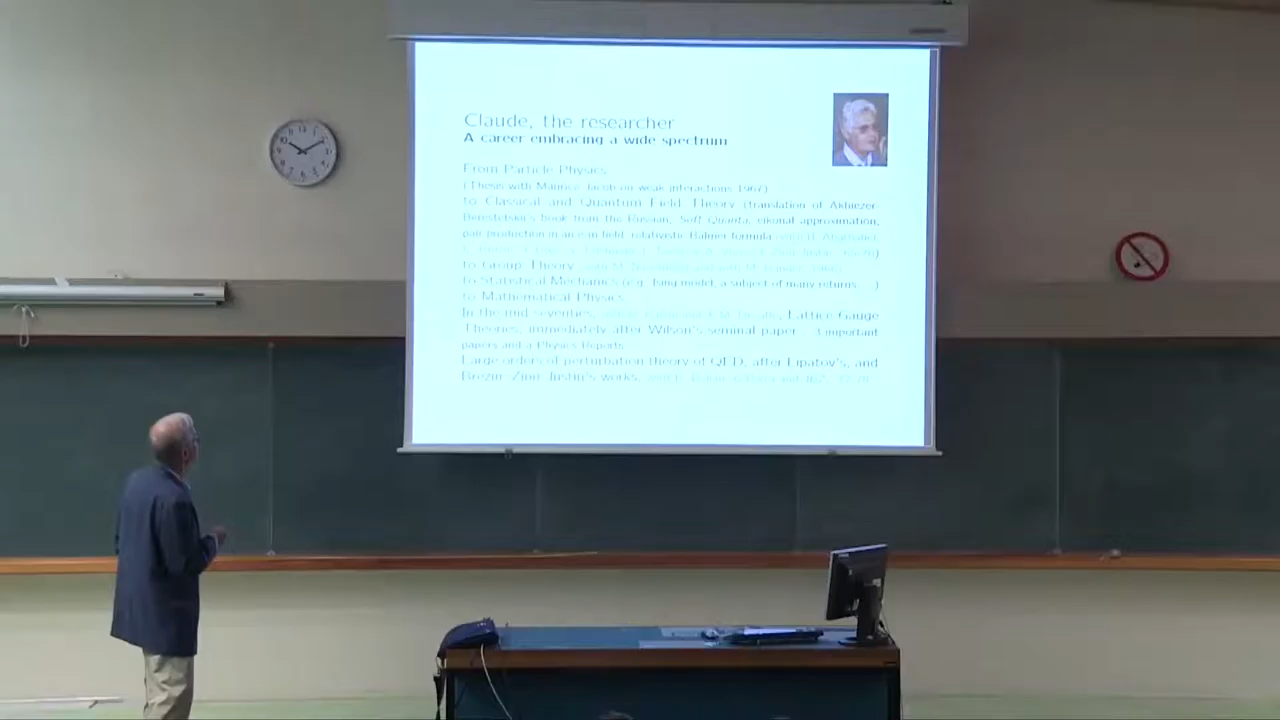 Claude, the researcher
A career embracing a wide spectrum
From Particle Physics
(Thesis with Maurice Jacob on weak interactions 1967)
to Classical and Quantum Field Theory (translation of Akhiezer-
Berestetskii's book from the Russian, Soft Quanta, eikonal approximation,
pair production in an e.m field, relativistic Balmer formula
to Group Theory
to Statistical Mechanics (e.g. Ising model, a subject of many returns ... )
to Mathematical Physics.
In the mid seventies, Lattice Gauge
Theories, immediately after Wilson's seminal paper 3 important
papers and a Physics Reports.
Large orders of perturbation theory of QED, after Lipatov's, and
Brézin-Zinn-Justin's works,